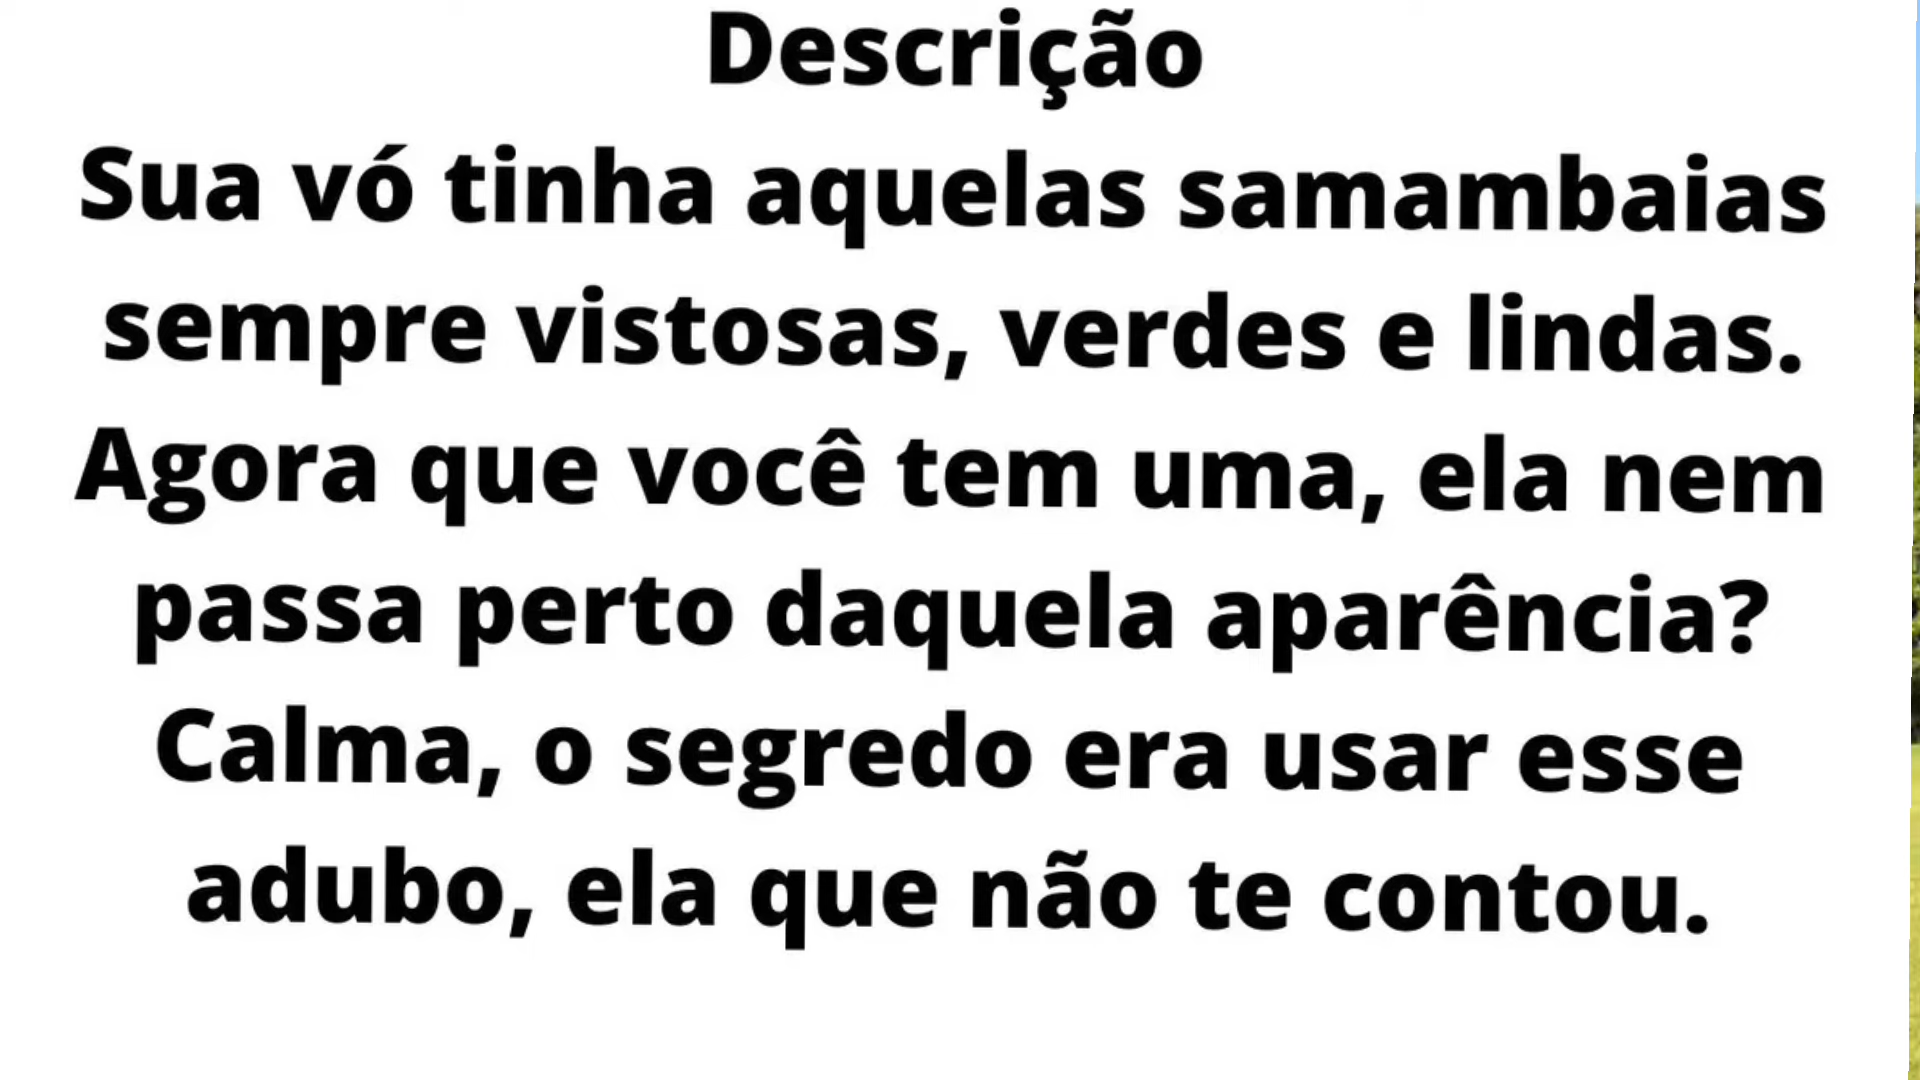 Descrição
Sua vó tinha aquelas samambaias
sempre vistosas, verdes e lindas.
Agora que você tem uma, ela nem
passa perto daquela aparência?
Calma, o segredo era usar esse
adubo, ela que não te contou.